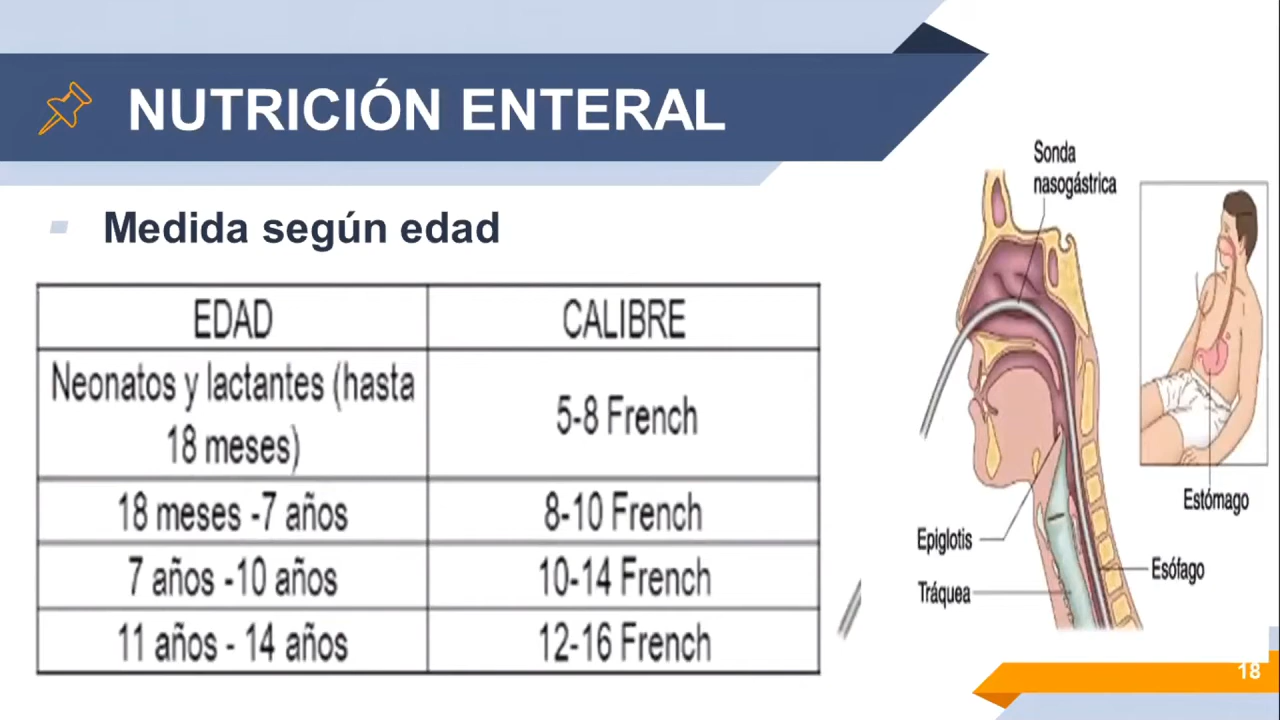 NUTRICIÓN ENTERAL
Medida según edad
EDAD CALIBRE
Neonatos y lactantes (hasta
18 meses)
5-8 French
18 meses -7 años 8-10 French
7 años -10 años 10-14 French
11 años - 14 años 12-16 French
Sonda
nasogástrica
Estómago
Epiglotis
Esófago
Tráquea
18